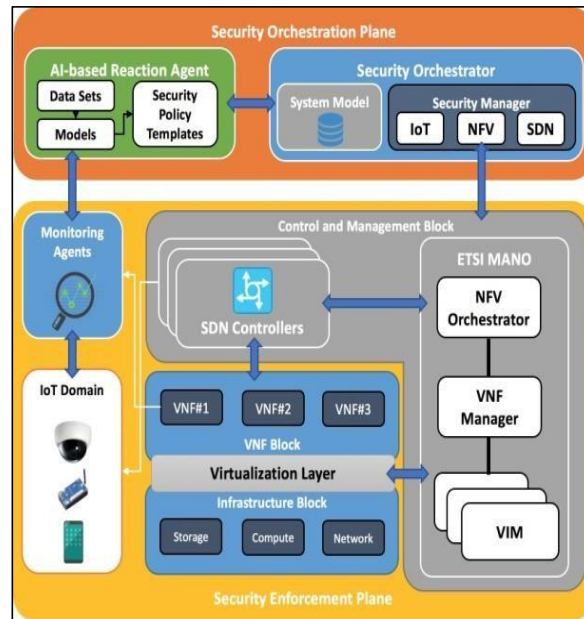 Security Orchestration Plane
AI-based Reaction Agent
Data Sets
Models
Security
Policy
Templates
Security Orchestrator
System Model
Security Manager
IoT
NFV
SDN
Monitoring
Agents
IoT Domain
Control and Management Block
SDN Controllers
ETSI MANO
NFV
Orchestrator
VNF
Manager
VIM
VNF#1
VNF#2
VNF#3
VNF Block
Virtualization Layer
Infrastructure Block
Storage
Compute
Network
Security Enforcement Plane